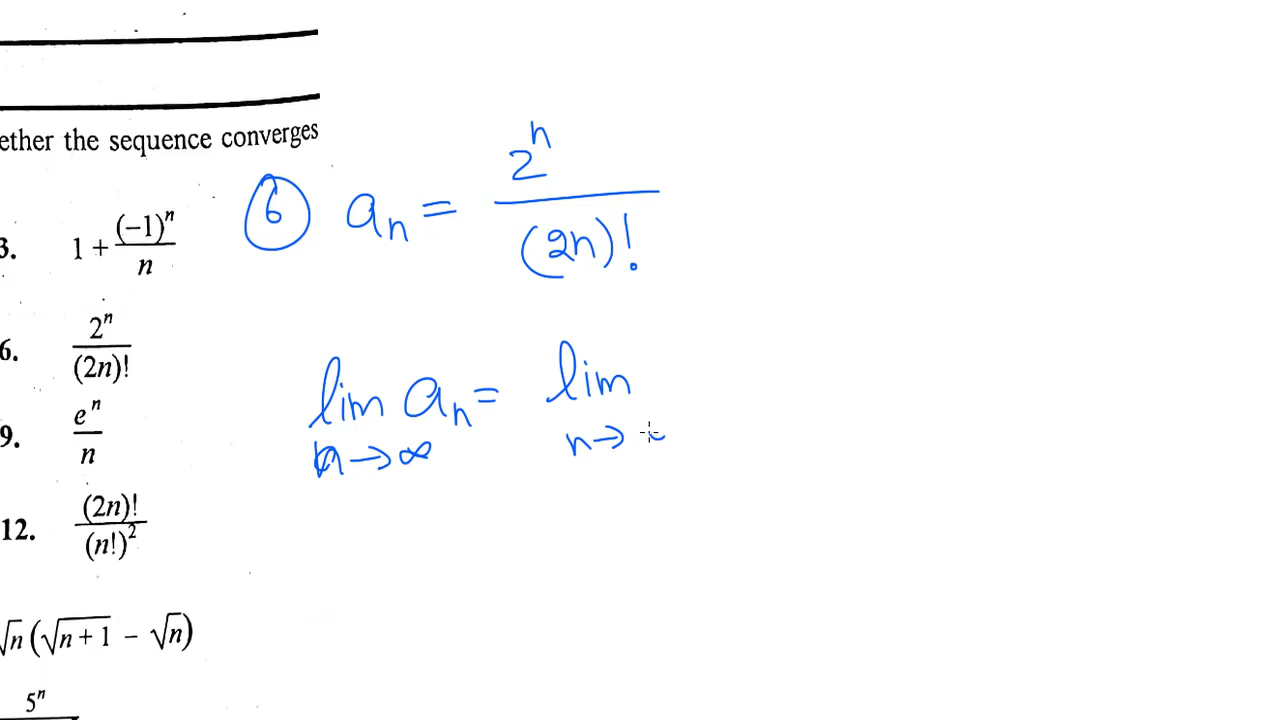 ether the sequence converges
3. 1 + (-1)^n / n
6. 2^n / (2n)!
9. e^n / n
12. (2n)! / (n!)^2
√n (√n + 1 − √n)
5^n
⑥ a_n = 2^n / (2n)!
lim n→∞ a_n = lim n→